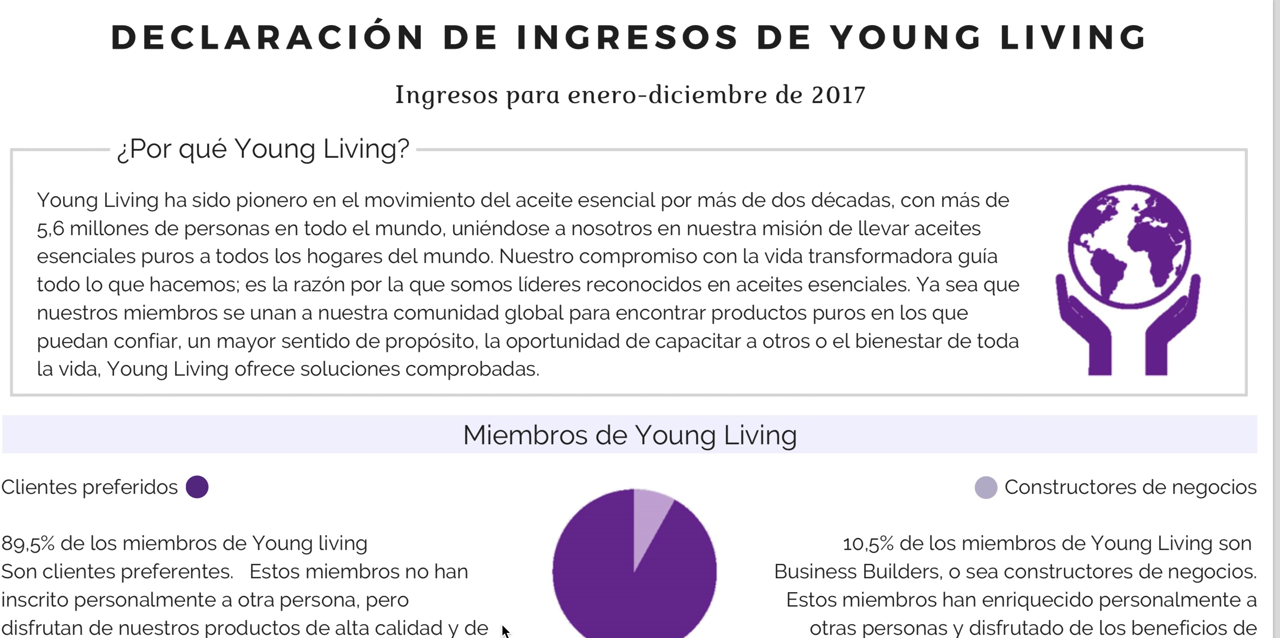 DECLARACIÓN DE INGRESOS DE YOUNG LIVING
Ingresos para enero-diciembre de 2017
¿Por qué Young Living?
Young Living ha sido pionero en el movimiento del aceite esencial por más de dos décadas, con más de
5,6 millones de personas en todo el mundo, uniéndose a nosotros en nuestra misión de llevar aceites
esenciales puros a todos los hogares del mundo. Nuestro compromiso con la vida transformadora guía
todo lo que hacemos; es la razón por la que somos líderes reconocidos en aceites esenciales. Ya sea que
nuestros miembros se unan a nuestra comunidad global para encontrar productos puros en los que
puedan confiar, un mayor sentido de propósito, la oportunidad de capacitar a otros o el bienestar de toda
la vida, Young Living ofrece soluciones comprobadas.
Miembros de Young Living
Clientes preferidos
89,5% de los miembros de Young living
Son clientes preferentes. Estos miembros no han
inscrito personalmente a otra persona, pero
disfrutan de nuestros productos de alta calidad y de
Constructores de negocios
10,5% de los miembros de Young Living son
Business Builders, o sea constructores de negocios.
Estos miembros han enriquecido personalmente a
otras personas y disfrutado de los beneficios de